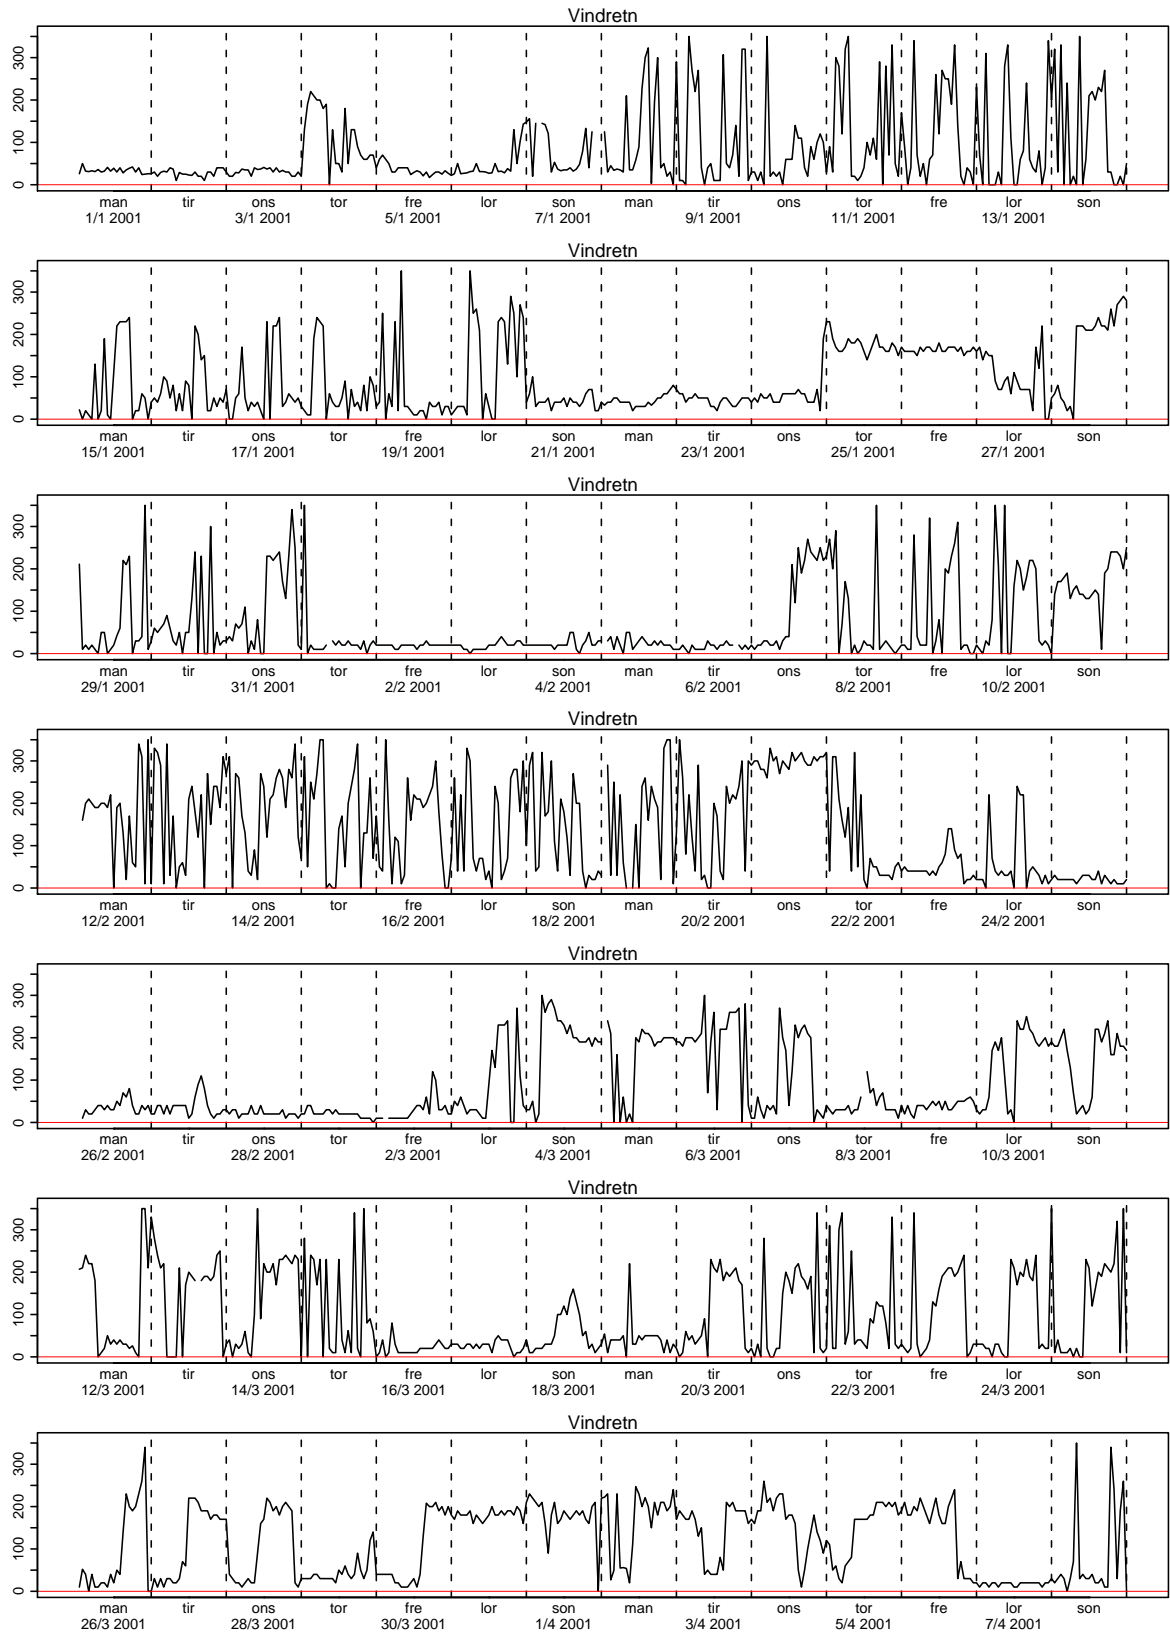 Vindretn
300
200
100
0
man tir ons tor fre lor son man tir ons tor fre lor son
1/1 2001 3/1 2001 5/1 2001 7/1 2001 9/1 2001 11/1 2001 13/1 2001
Vindretn
300
200
100
0
man tir ons tor fre lor son man tir ons tor fre lor son
15/1 2001 17/1 2001 19/1 2001 21/1 2001 23/1 2001 25/1 2001 27/1 2001
Vindretn
300
200
100
0
man tir ons tor fre lor son man tir ons tor fre lor son
29/1 2001 31/1 2001 2/2 2001 4/2 2001 6/2 2001 8/2 2001 10/2 2001
Vindretn
300
200
100
0
man tir ons tor fre lor son man tir ons tor fre lor son
12/2 2001 14/2 2001 16/2 2001 18/2 2001 20/2 2001 22/2 2001 24/2 2001
Vindretn
300
200
100
0
man tir ons tor fre lor son man tir ons tor fre lor son
26/2 2001 28/2 2001 2/3 2001 4/3 2001 6/3 2001 8/3 2001 10/3 2001
Vindretn
300
200
100
0
man tir ons tor fre lor son man tir ons tor fre lor son
12/3 2001 14/3 2001 16/3 2001 18/3 2001 20/3 2001 22/3 2001 24/3 2001
Vindretn
300
200
100
0
man tir ons tor fre lor son man tir ons tor fre lor son
26/3 2001 28/3 2001 30/3 2001 1/4 2001 3/4 2001 5/4 2001 7/4 2001